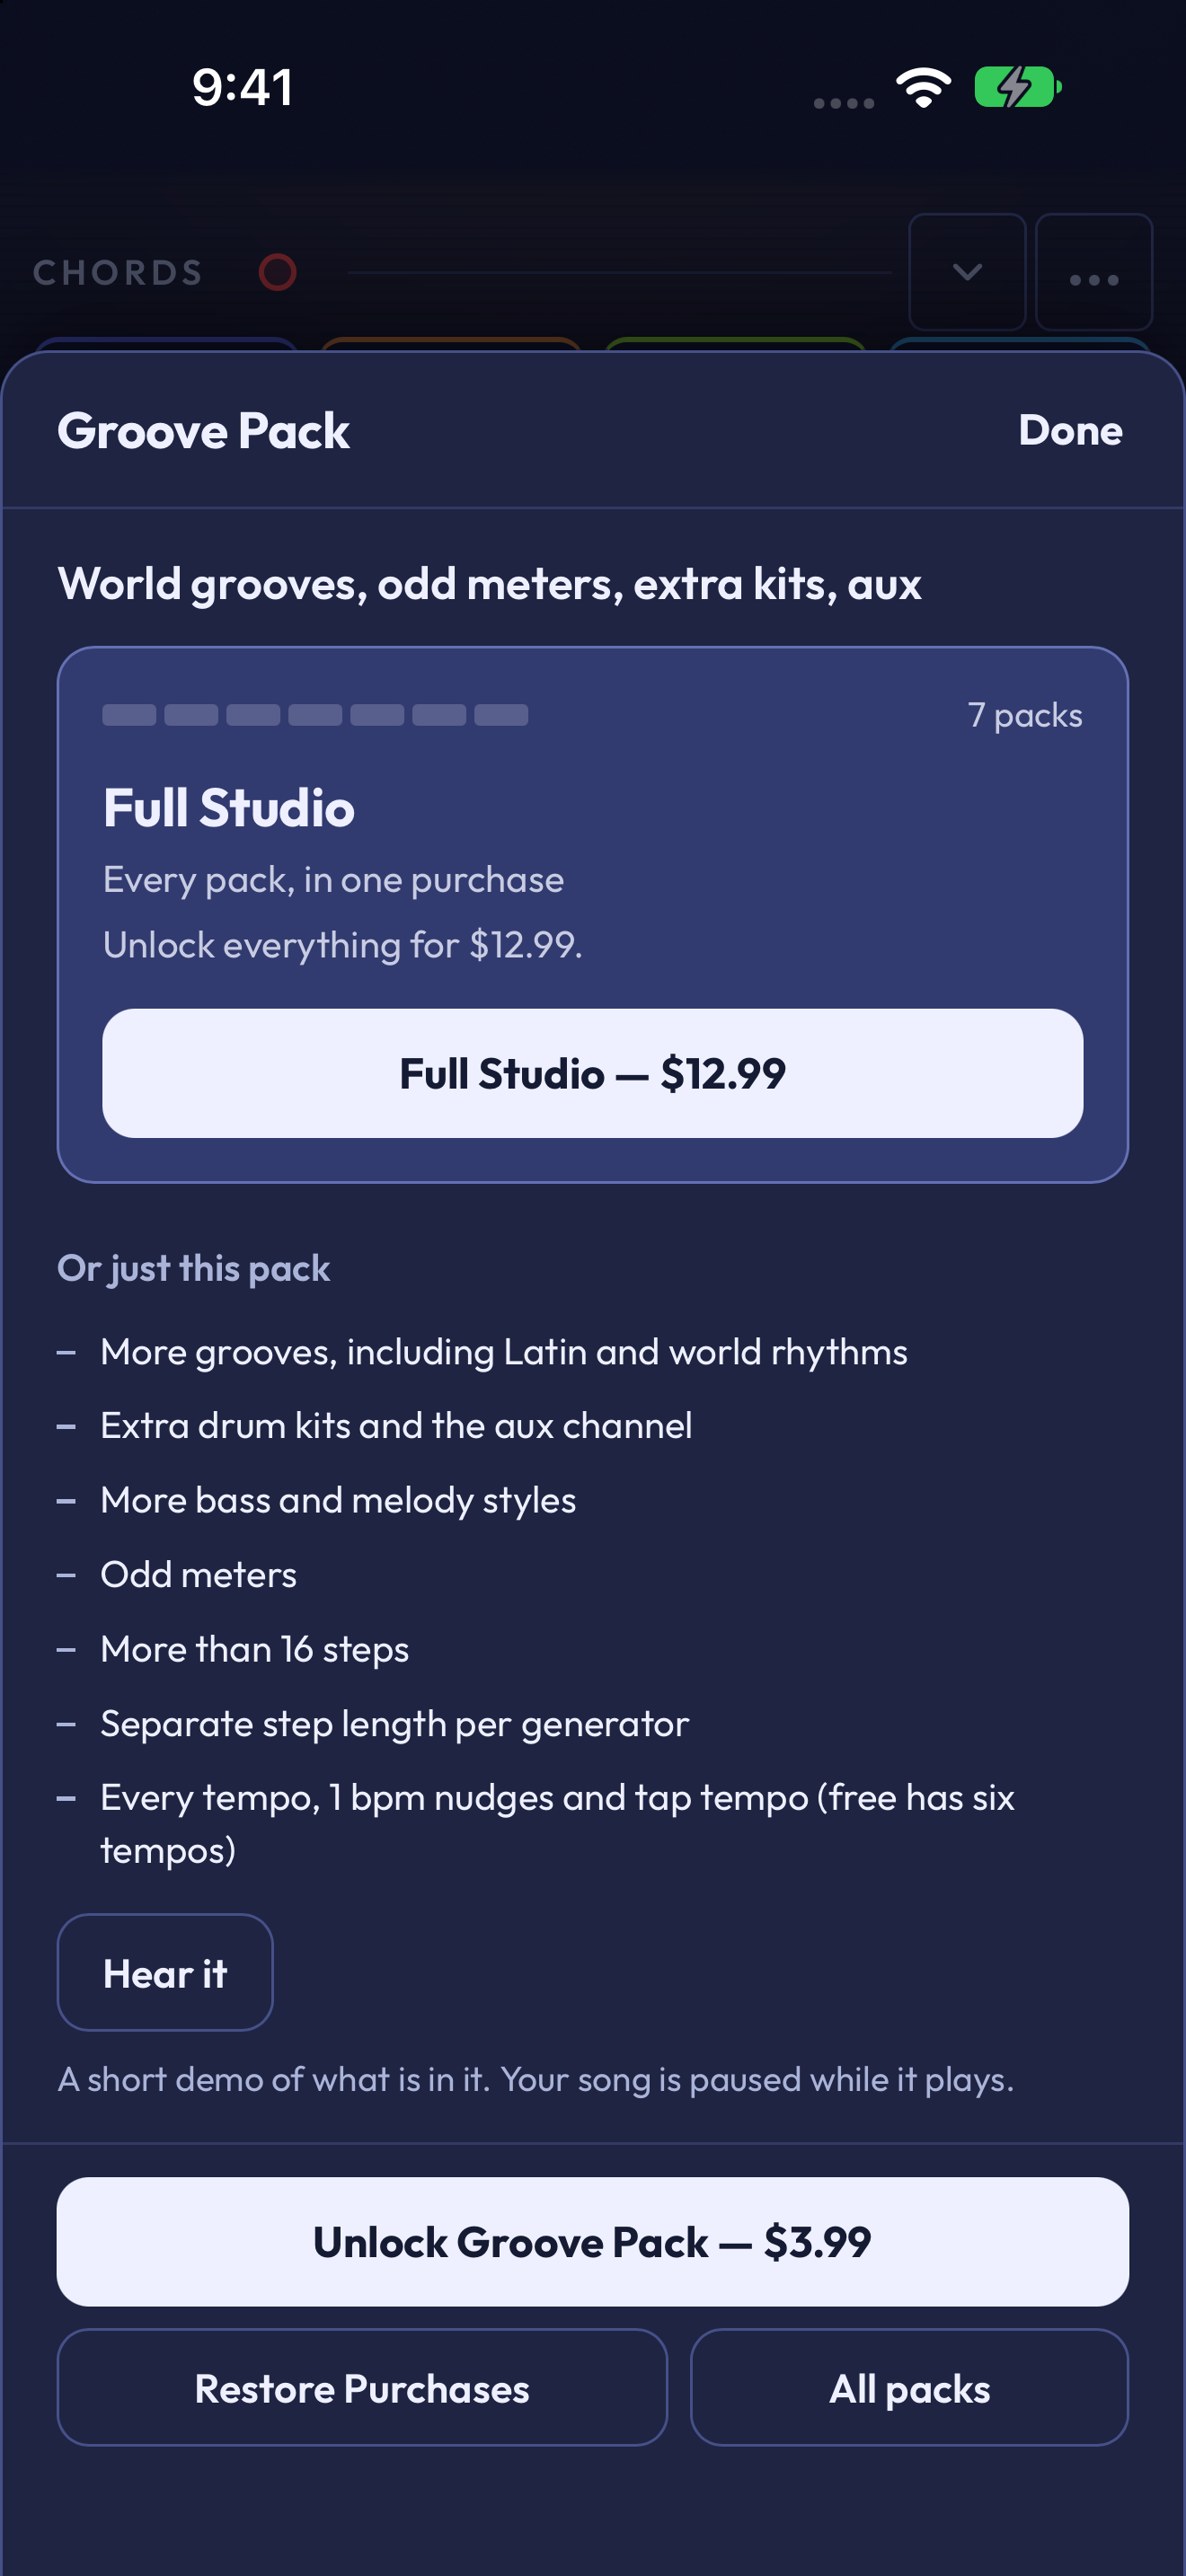 9:41
CHORDS
Groove Pack
Done
World grooves, odd meters, extra kits, aux
7 packs
Full Studio
Every pack, in one purchase
Unlock everything for $12.99.
Full Studio — $12.99
Or just this pack
– More grooves, including Latin and world rhythms
– Extra drum kits and the aux channel
– More bass and melody styles
– Odd meters
– More than 16 steps
– Separate step length per generator
– Every tempo, 1 bpm nudges and tap tempo (free has six
tempos)
Hear it
A short demo of what is in it. Your song is paused while it plays.
Unlock Groove Pack — $3.99
Restore Purchases
All packs